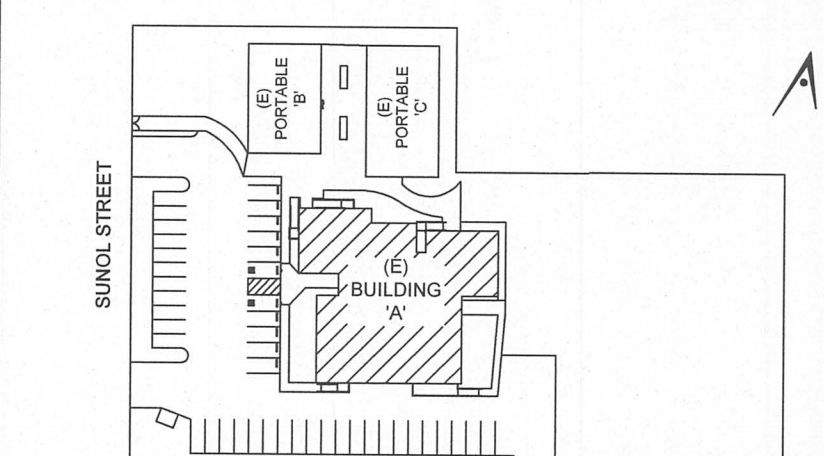 (E)
PORTABLE
'B'
(E)
PORTABLE
'C'
SUNOL STREET
(E)
BUILDING
'A'